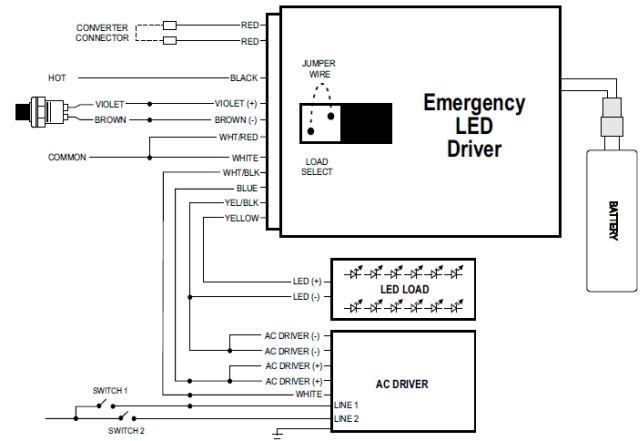 CONVERTER
CONNECTOR
RED
RED
HOT
BLACK
VIOLET
VIOLET (+)
BROWN
BROWN (-)
WHT/RED
COMMON
WHITE
WHT/BLK
BLUE
YEL/BLK
YELLOW
JUMPER
WIRE
LOAD
SELECT
Emergency
LED
Driver
BATTERY
LED (+)
LED (-)
LED LOAD
AC DRIVER (-)
AC DRIVER (-)
AC DRIVER (+)
AC DRIVER (+)
WHITE
LINE 1
LINE 2
AC DRIVER
SWITCH 1
SWITCH 2